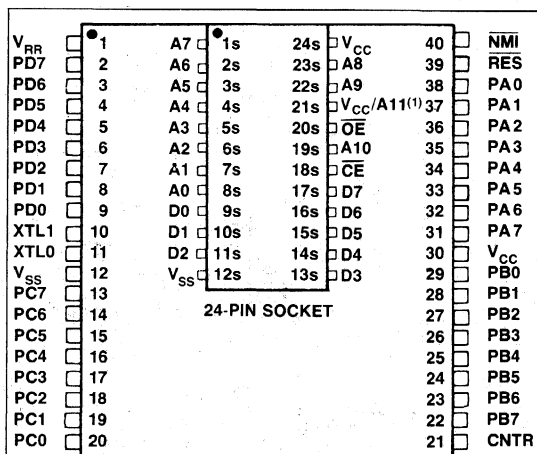 VRR 1 A7 1s 24s VCC 40 NMI
PD7 2 A6 2s 23s A8 39 RES
PD6 3 A5 3s 22s A9 38 PA0
PD5 4 A4 4s 21s VCC/A11(1) 37 PA1
PD4 5 A3 5s 20s OE 36 PA2
PD3 6 A2 6s 19s A10 35 PA3
PD2 7 A1 7s 18s CE 34 PA4
PD1 8 A0 8s 17s D7 33 PA5
PD0 9 D0 9s 16s D6 32 PA6
XTL1 10 D1 10s 15s D5 31 PA7
XTL0 11 D2 11s 14s D4 30 VCC
VSS 12 VSS 12s 13s D3 29 PB0
PC7 13 28 PB1
24-PIN SOCKET
PC6 14 27 PB2
PC5 15 26 PB3
PC4 16 25 PB4
PC3 17 24 PB5
PC2 18 23 PB6
PC1 19 22 PB7
PC0 20 21 CNTR